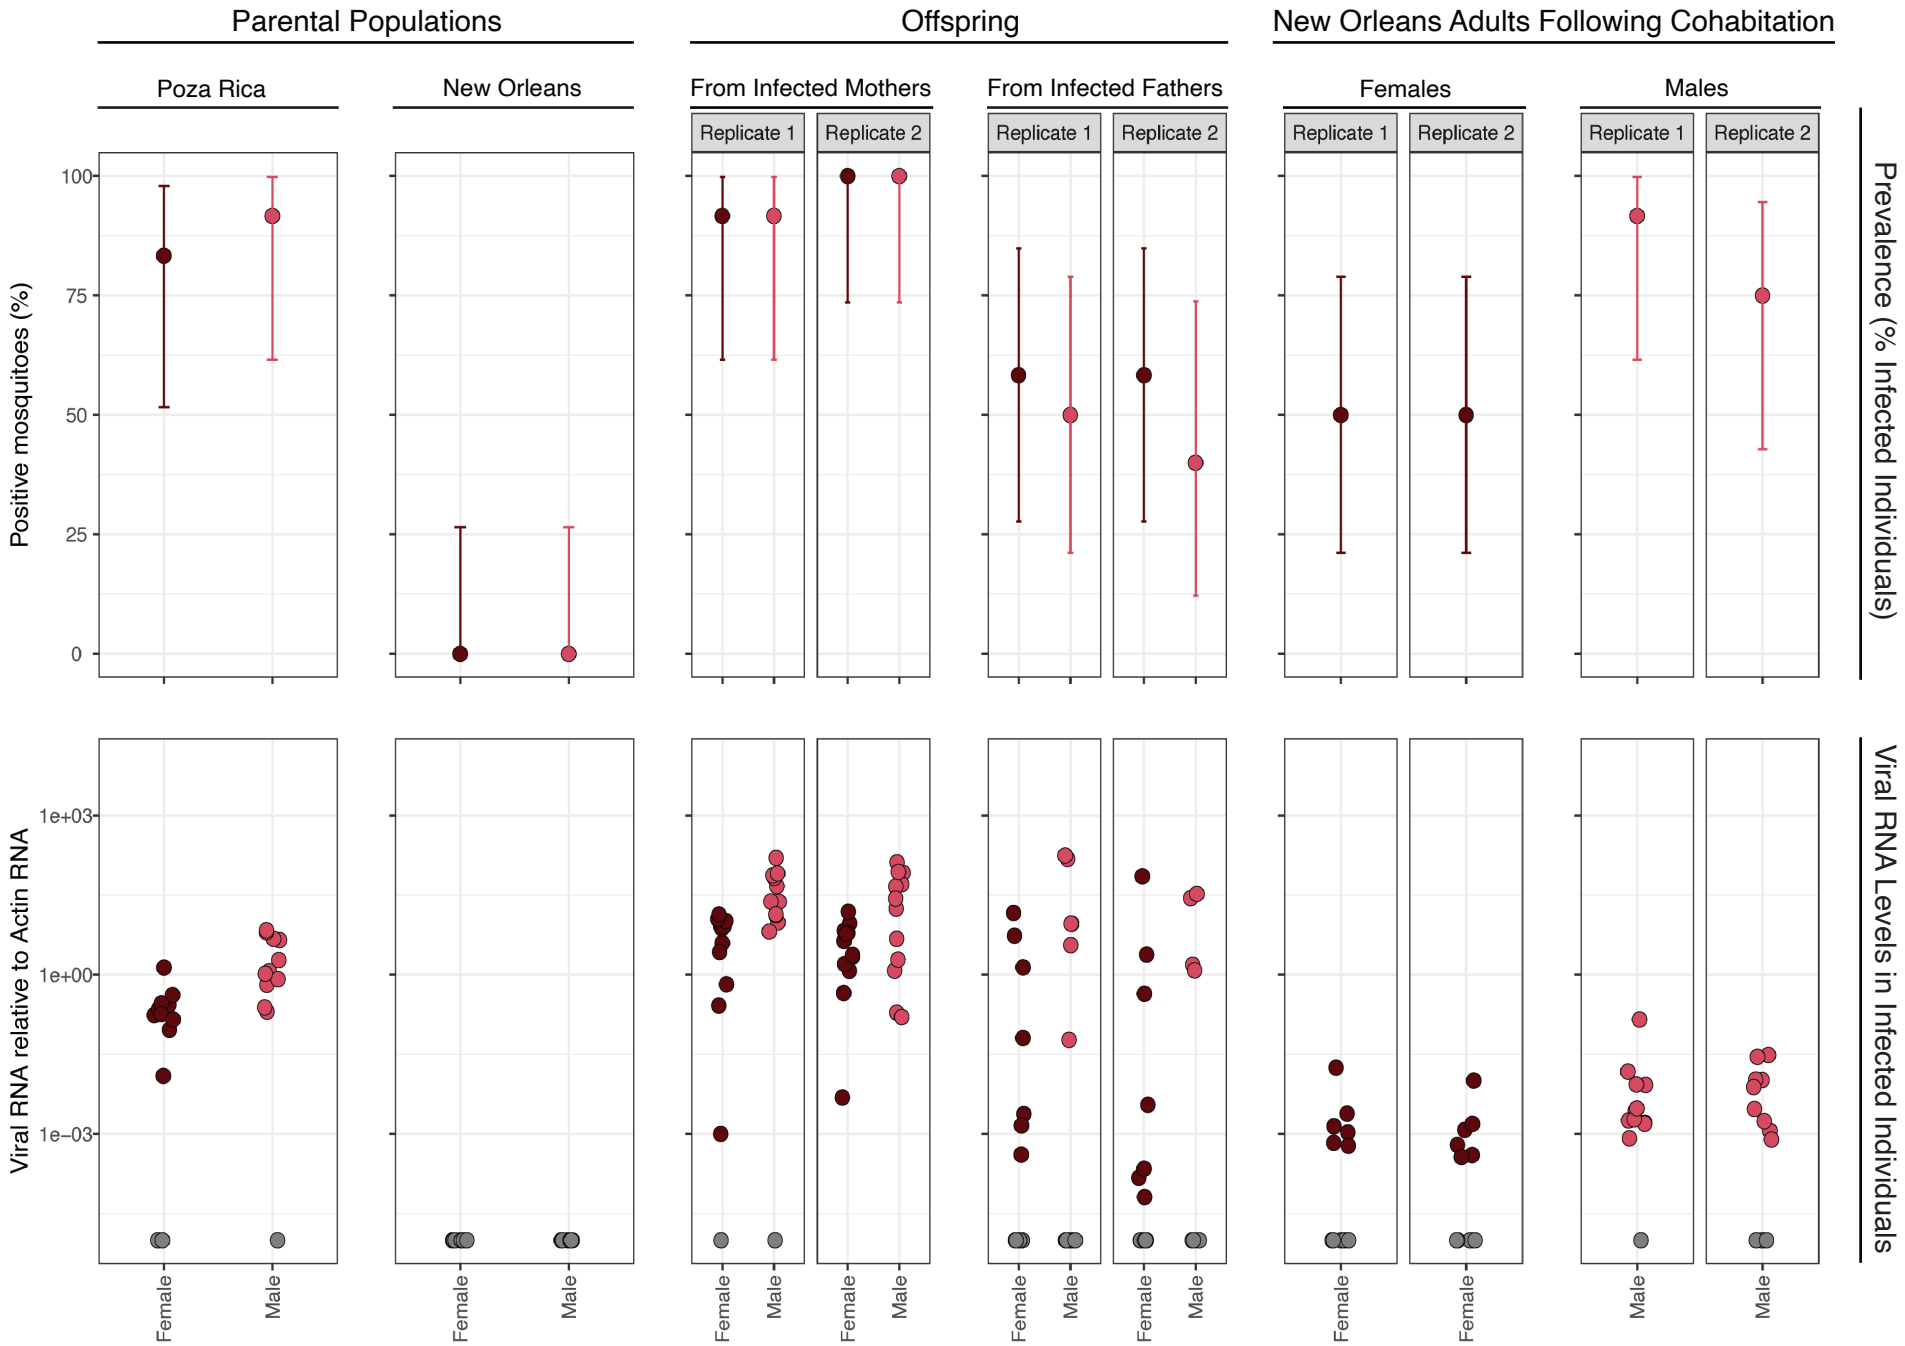 Parental Populations
Offspring
New Orleans Adults Following Cohabitation
Poza Rica
New Orleans
From Infected Mothers
From Infected Fathers
Females
Males
Replicate 1
Replicate 2
Replicate 1
Replicate 2
Replicate 1
Replicate 2
Replicate 1
Replicate 2
Positive mosquitoes (%)
100
75
50
25
0
Prevalence (% Infected Individuals)
Viral RNA relative to Actin RNA
1e+03
1e+00
1e−03
Viral RNA Levels in Infected Individuals
Female
Male
Female
Male
Female
Male
Female
Male
Female
Male
Female
Male
Female
Female
Male
Male